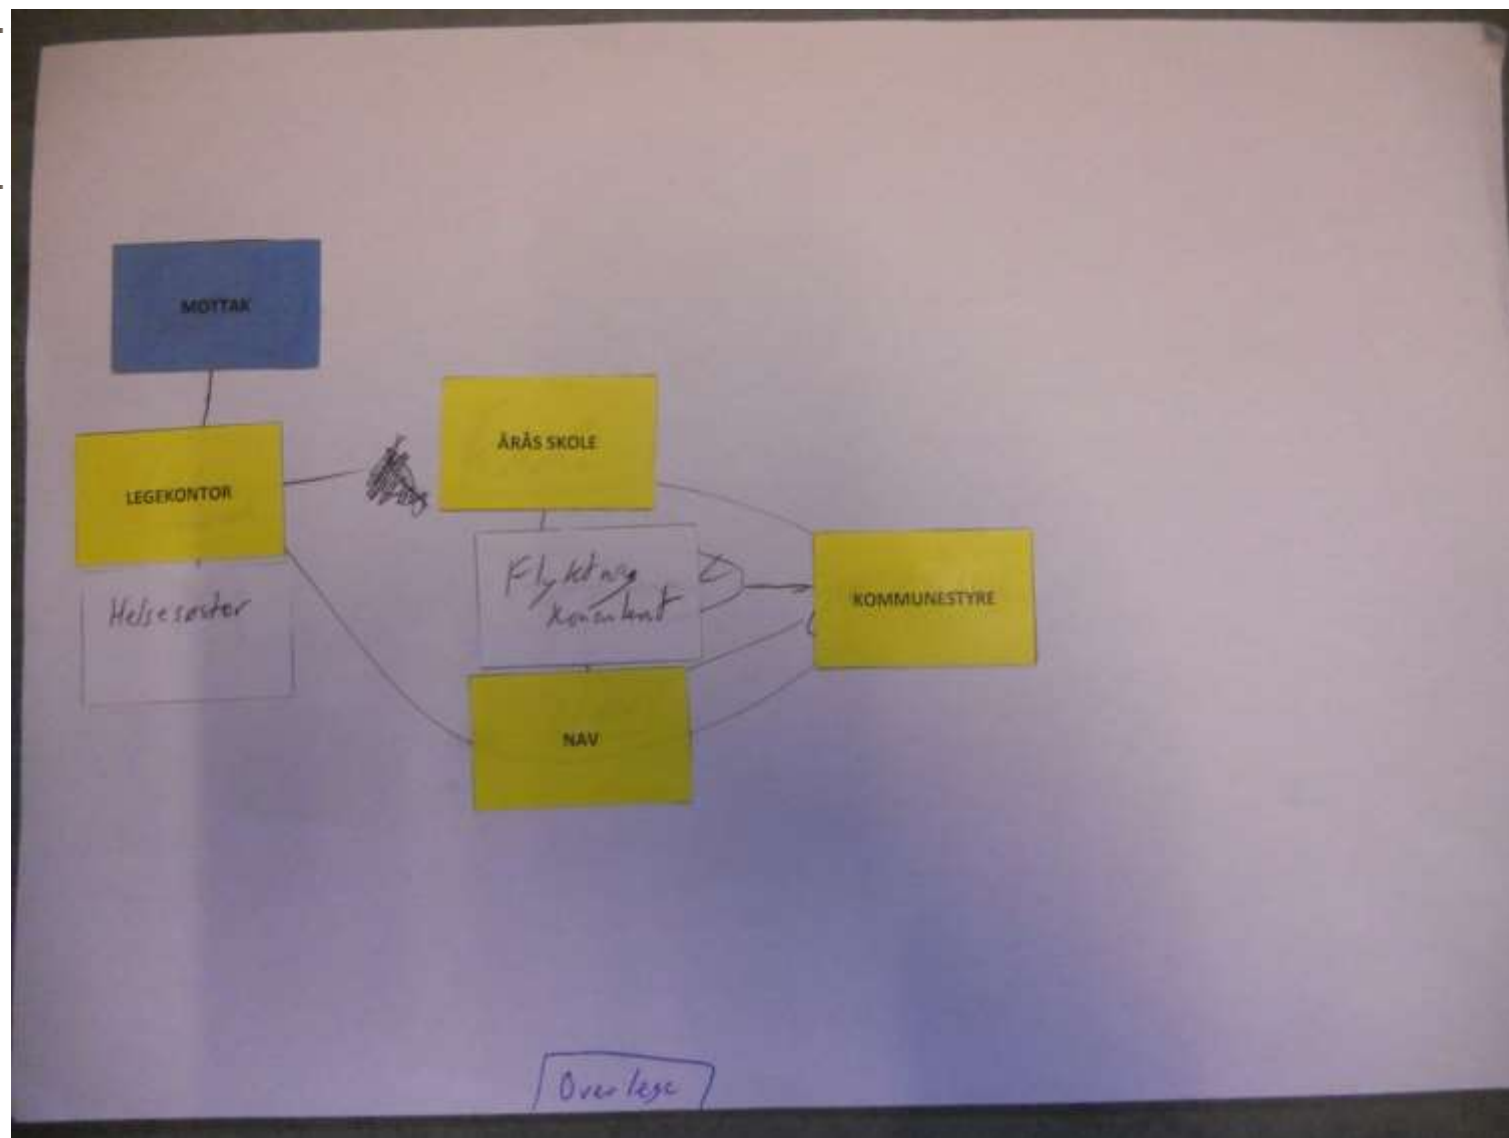 MOTTAK
ÅRÅS SKOLE
LEGEKONTOR
Helsesøster
Flyktning
Konsulent
KOMMUNESTYRE
NAV
Overlege